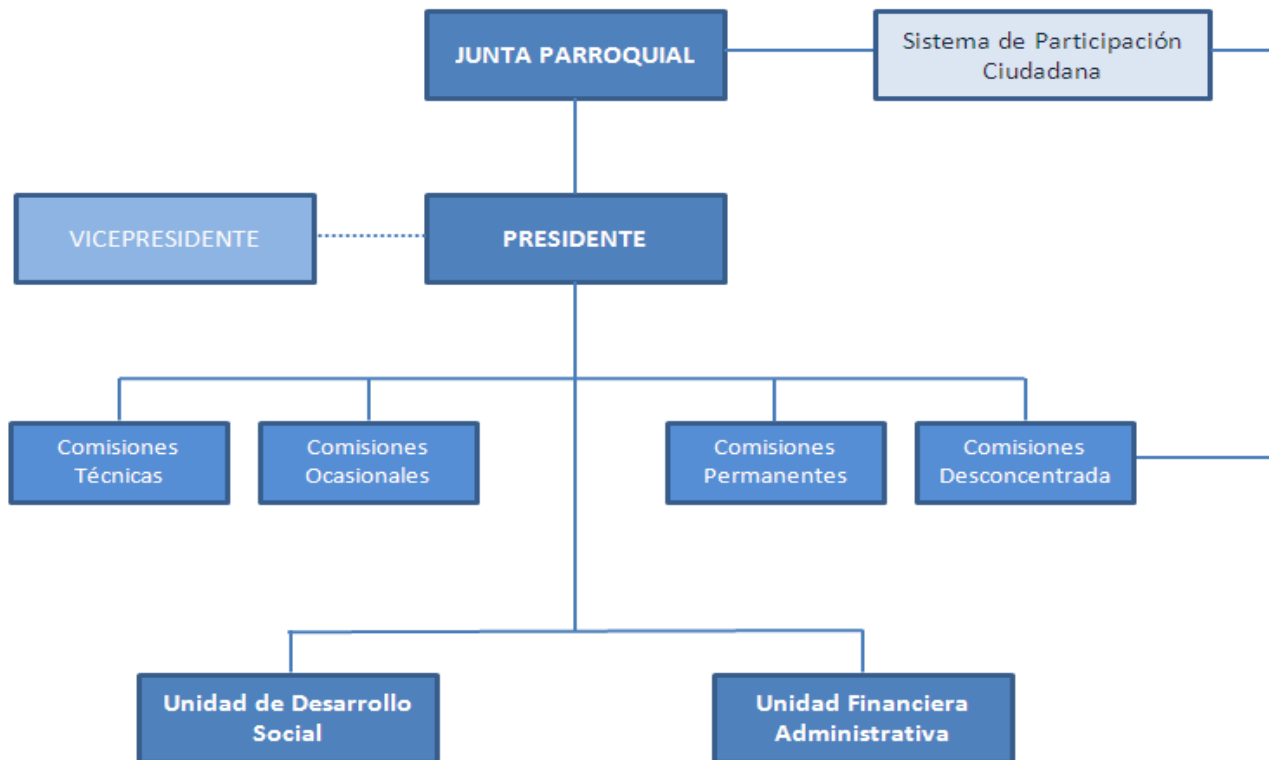 JUNTA PARROQUIAL
Sistema de Participación
Ciudadana
VICEPRESIDENTE
PRESIDENTE
Comisiones
Técnicas
Comisiones
Ocasionales
Comisiones
Permanentes
Comisiones
Desconcentrada
Unidad de Desarrollo
Social
Unidad Financiera
Administrativa